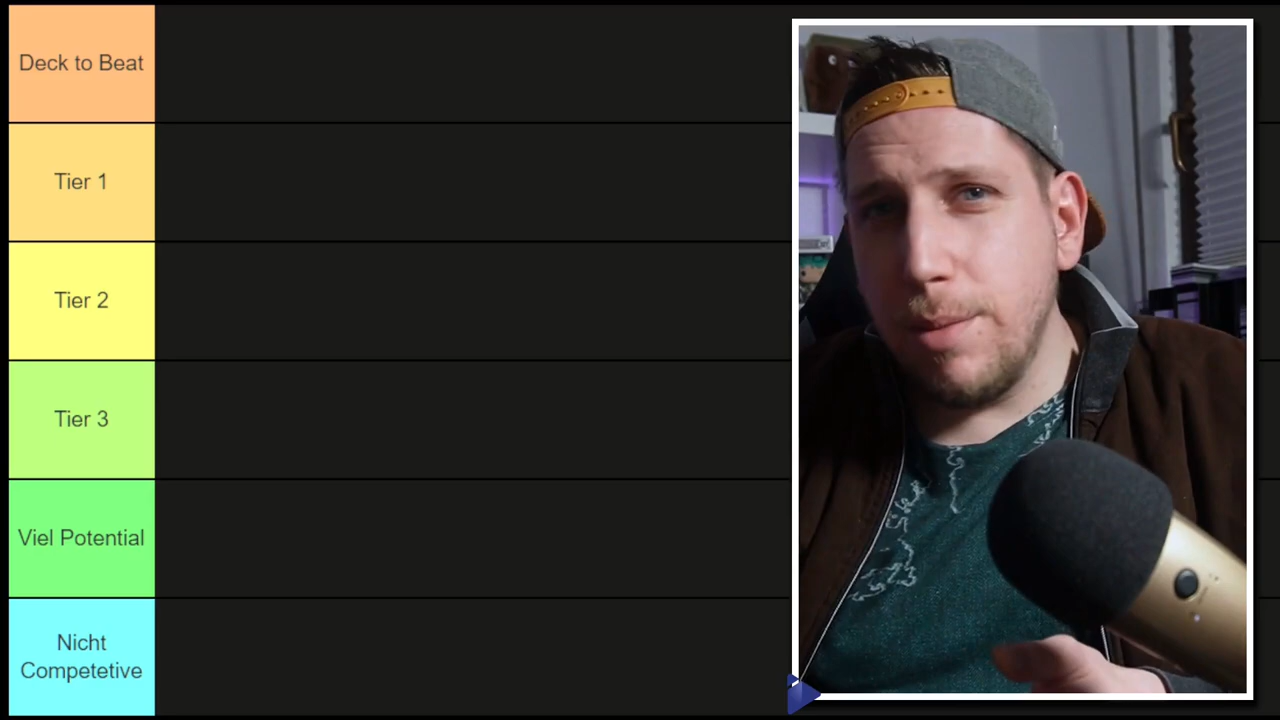 Deck to Beat
Tier 1
Tier 2
Tier 3
Viel Potential
Nicht
Competetive